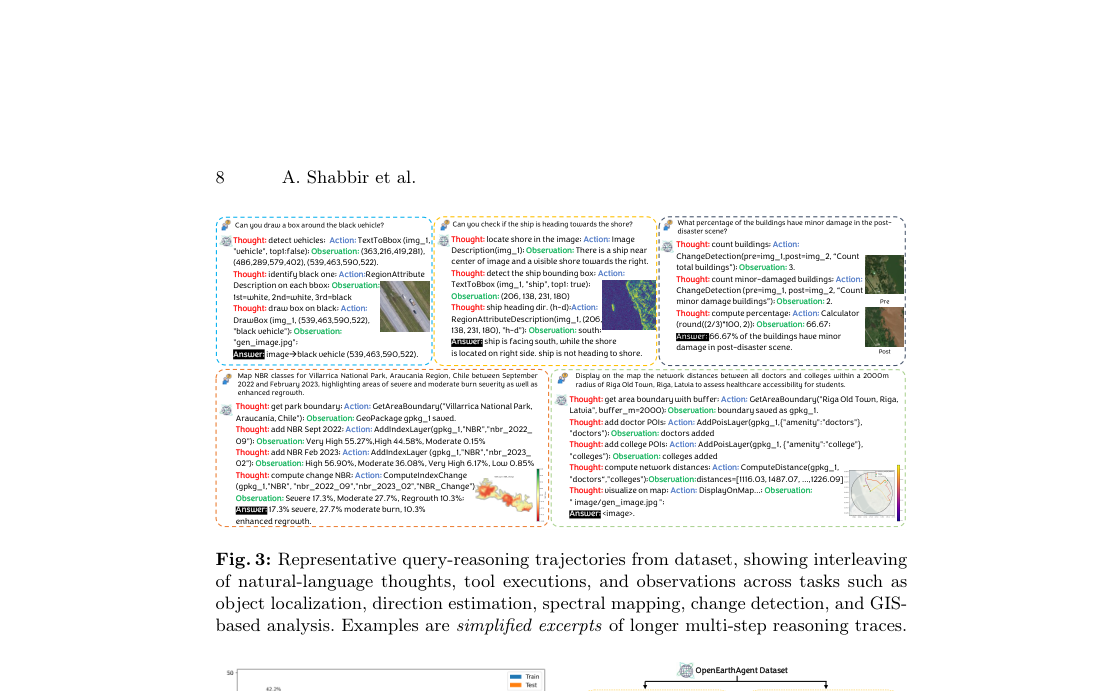 8 A. Shabbir et al.
Can you draw a box around the black vehicle?
Thought: detect vehicles: Action: TextToBbox (img_1,
"vehicle", top1:false): Observation: (363,216,419,281),
(486,289,579,402), (539,463,590,522).
Thought: identify black one: Action:RegionAttribute
Description on each bbox: Observation:
1st=white, 2nd=white, 3rd=black
Thought: draw box on black: Action:
DrawBox (img_1, (539,463,590,522),
"black vehicle"): Observation:
"gen_image.jpg":
Answer: image→black vehicle (539,463,590,522).
Can you check if the ship is heading towards the shore?
Thought: locate shore in the image: Action: Image
Description(img_1): Observation: There is a ship near
center of image and a visible shore towards the right.
Thought: detect the ship bounding box: Action:
TextToBbox (img_1, "ship", top1: true):
Observation: (206, 138, 231, 180)
Thought: ship heading dir. (h-d):Action:
RegionAttributeDescription(img_1, (206,
138, 231, 180), "h-d"): Observation: south:
Answer: ship is facing south, while the shore
is located on right side. ship is not heading to shore.
What percentage of the buildings have minor damage in the post-
disaster scene?
Thought: count buildings: Action:
ChangeDetection(pre=img_1,post=img_2, "Count
total buildings"): Observation: 3.
Thought: count minor-damaged buildings: Action:
ChangeDetection (pre=img_1, post=img_2, "Count
minor damage buildings"): Observation: 2.
Thought: compute percentage: Action: Calculator
(round((2/3)*100, 2)): Observation: 66.67:
Answer: 66.67% of the buildings have minor
damage in post-disaster scene.
Pre
Post
Map NBR classes for Villarrica National Park, Araucania Region, Chile between September
2022 and February 2023, highlighting areas of severe and moderate burn severity as well as
enhanced regrowth.
Thought: get park boundary: Action: GetAreaBoundary("Villarrica National Park,
Araucania, Chile"): Observation: GeoPackage gpkg_1 saved.
Thought: add NBR Sept 2022: Action: AddIndexLayer(gpkg_1,"NBR","nbr_2022_
09"): Observation: Very High 55.27%,High 44.58%, Moderate 0.15%
Thought: add NBR Feb 2023: Action: AddIndexLayer (gpkg_1,"NBR","nbr_2023_
02"): Observation: High 56.90%, Moderate 36.08%, Very High 6.17%, Low 0.85%
Thought: compute change NBR: Action: ComputeIndexChange
(gpkg_1,"NBR", "nbr_2022_09","nbr_2023_02","NBR_Change")
Observation: Severe 17.3%, Moderate 27.7%, Regrouth 10.3%:
Answer: 17.3% severe, 27.7% moderate burn, 10.3%
enhanced regrowth.
Display on the map the network distances between all doctors and colleges within a 2000m
radius of Riga Old Town, Riga, Latvia to assess healthcare accessibility for students.
Thought: get area boundary with buffer: Action: GetAreaBoundary("Riga Old Town, Riga,
Latvia", buffer_m=2000): Observation: boundary saved as gpkg_1.
Thought: add doctor POIs: Action: AddPoisLayer(gpkg_1,{"amenity":"doctors"},
"doctors"): Observation: doctors added
Thought: add college POIs: Action: AddPoisLayer(gpkg_1, {"amenity":"college"},
"colleges"): Observation: colleges added
Thought: compute network distances: Action: ComputeDistance(gpkg_1,
"doctors","colleges"):Observation:distances=[1116.03, 1487.07, ...,1226.09]
Thought: visualize on map: Action: DisplayOnMap...: Observation:
" image/gen_image.jpg ":
Answer: <image>.
Fig. 3: Representative query-reasoning trajectories from dataset, showing interleaving
of natural-language thoughts, tool executions, and observations across tasks such as
object localization, direction estimation, spectral mapping, change detection, and GIS-
based analysis. Examples are simplified excerpts of longer multi-step reasoning traces.
50
42.2%
Train
Test
OpenEarthAgent Dataset